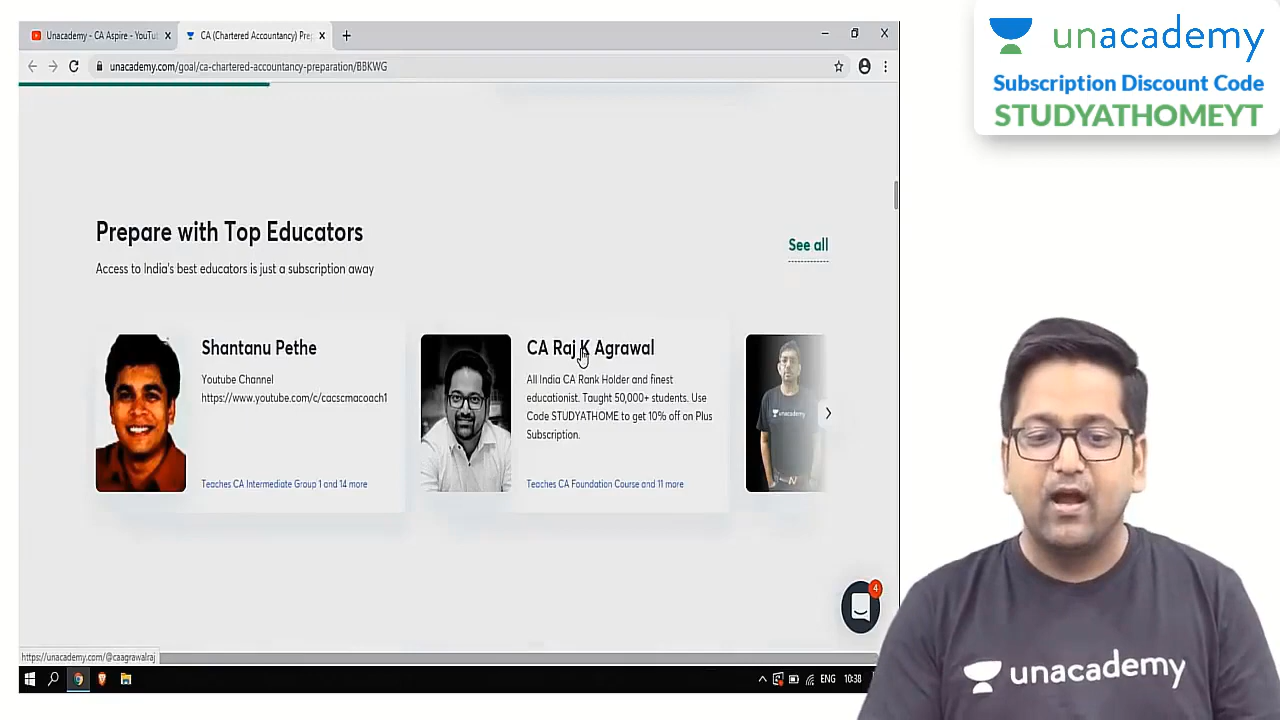 Unacademy - CA Aspire - YouTu
CA (Chartered Accountancy) Prep
unacademy.com/goal/ca-chartered-accountancy-preparation/BBKWG
unacademy
Subscription Discount Code
STUDYATHOMEYT
Prepare with Top Educators
See all
Access to India's best educators is just a subscription away
Shantanu Pethe
Youtube Channel
https://www.youtube.com/c/cacscmacoach1
Teaches CA Intermediate Group 1 and 14 more
CA Raj K Agrawal
All India CA Rank Holder and finest
educationist. Taught 50,000+ students. Use
Code STUDYATHOME to get 10% off on Plus
Subscription.
Teaches CA Foundation Course and 11 more
unacademy
4
https://unacademy.com/@caagrawalraj
ENG
10:38
unacademy